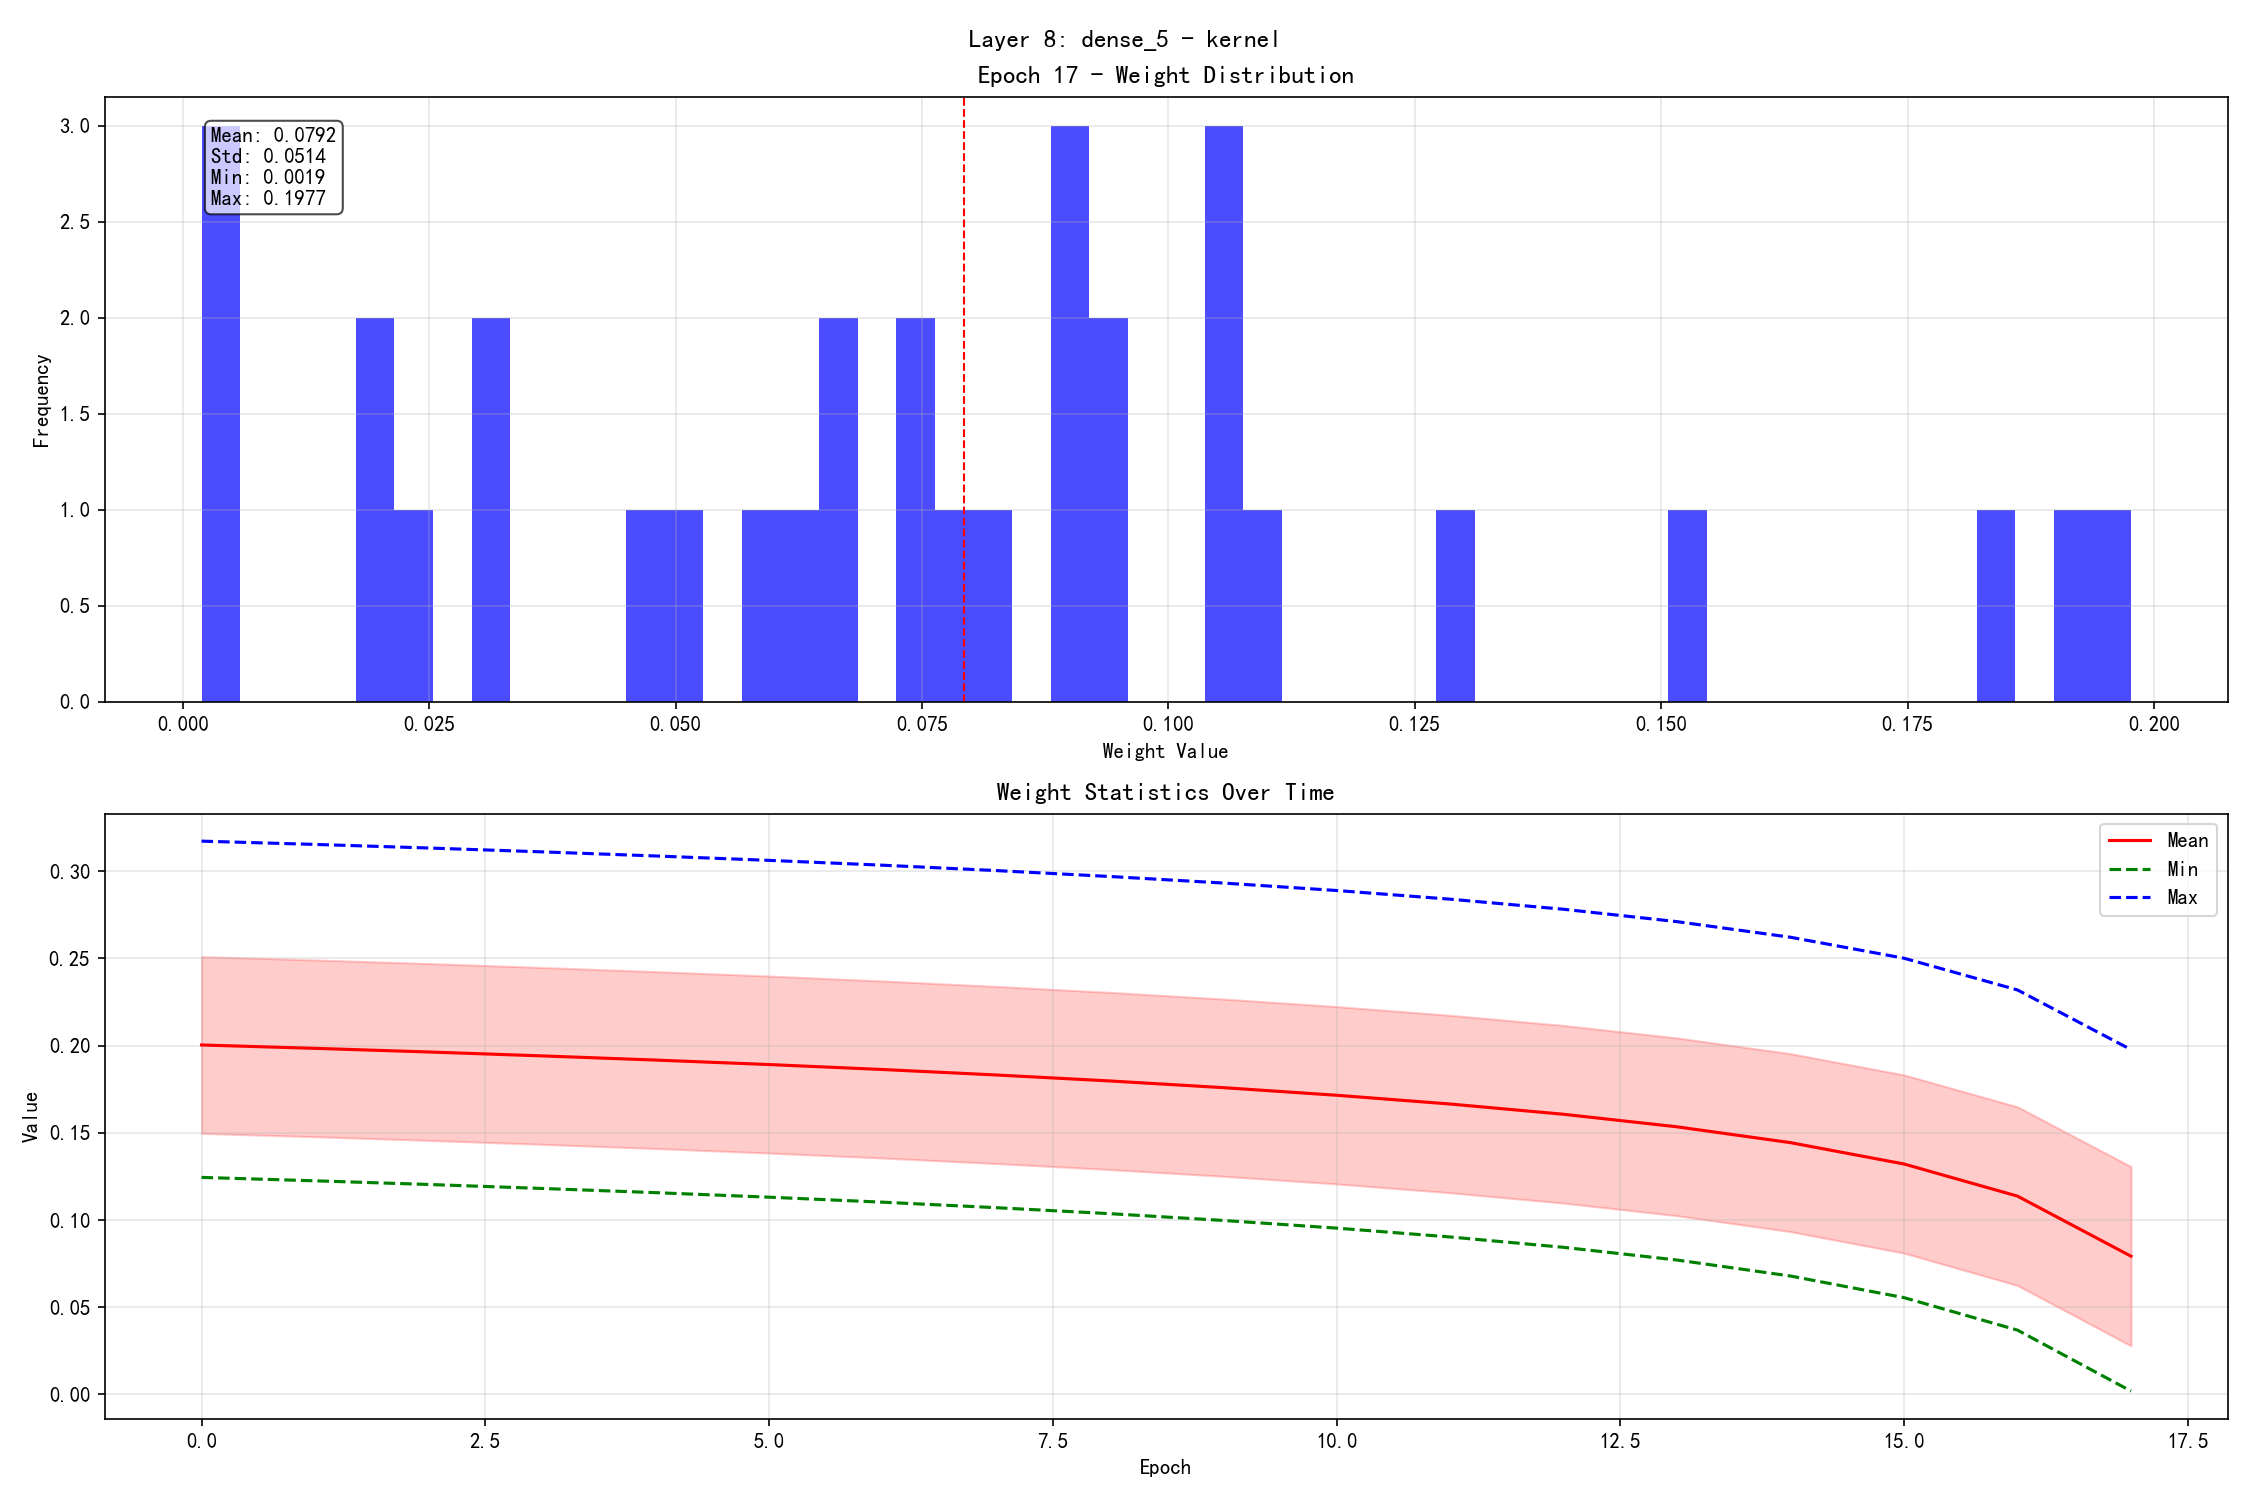 Layer 8: dense_5 - kernel
Epoch 17 - Weight Distribution
3.0
2.5
2.0
1.5
1.0
0.5
0.0
Frequency
Mean: 0.0792
Std: 0.0514
Min: 0.0019
Max: 0.1977
0.000 0.025 0.050 0.075 0.100 0.125 0.150 0.175 0.200
Weight Value
Weight Statistics Over Time
0.30
0.25
0.20
0.15
0.10
0.05
0.00
Value
Mean
Min
Max
0.0 2.5 5.0 7.5 10.0 12.5 15.0 17.5
Epoch